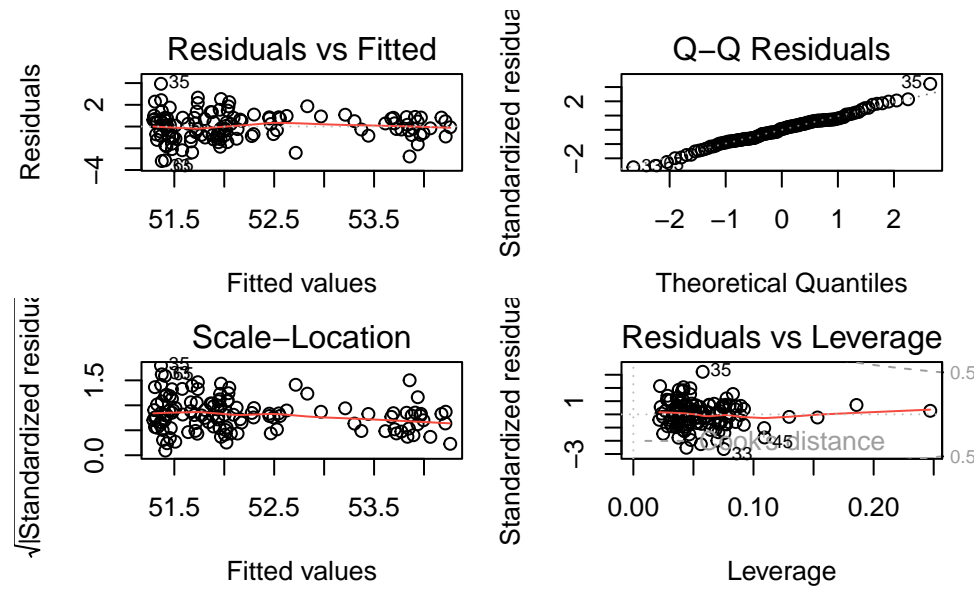 Residuals vs Fitted
Residuals
2
−4
35
51.5 52.5 53.5
Fitted values
Q−Q Residuals
Standardized residua
2
−2
35
−2 −1 0 1 2
Theoretical Quantiles
Scale−Location
√|Standardized residua
1.5
0.0
35
51.5 52.5 53.5
Fitted values
Residuals vs Leverage
Standardized residua
1
−3
35
45
33
Cook's distance
0.5
0.5
0.00 0.10 0.20
Leverage